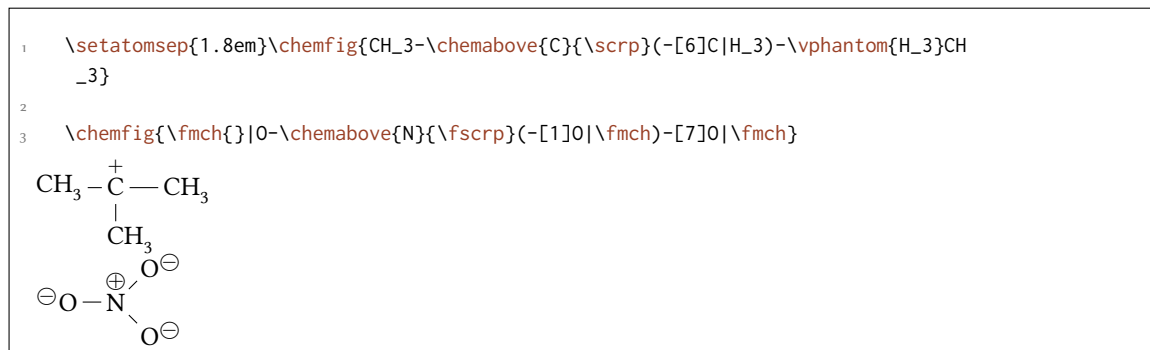 1 \setatomsep{1.8em}\chemfig{CH_3-\chemabove{C}{\scrp}(-[6]C|H_3)-\vphantom{H_3}CH
_3}
2
3 \chemfig{\fmch{}|O-\chemabove{N}{\fscrp}(-[1]O|\fmch)-[7]O|\fmch}
+
CH₃ – C — CH₃
|
CH₃
O⊖
⊕
⊖O – N
O⊖